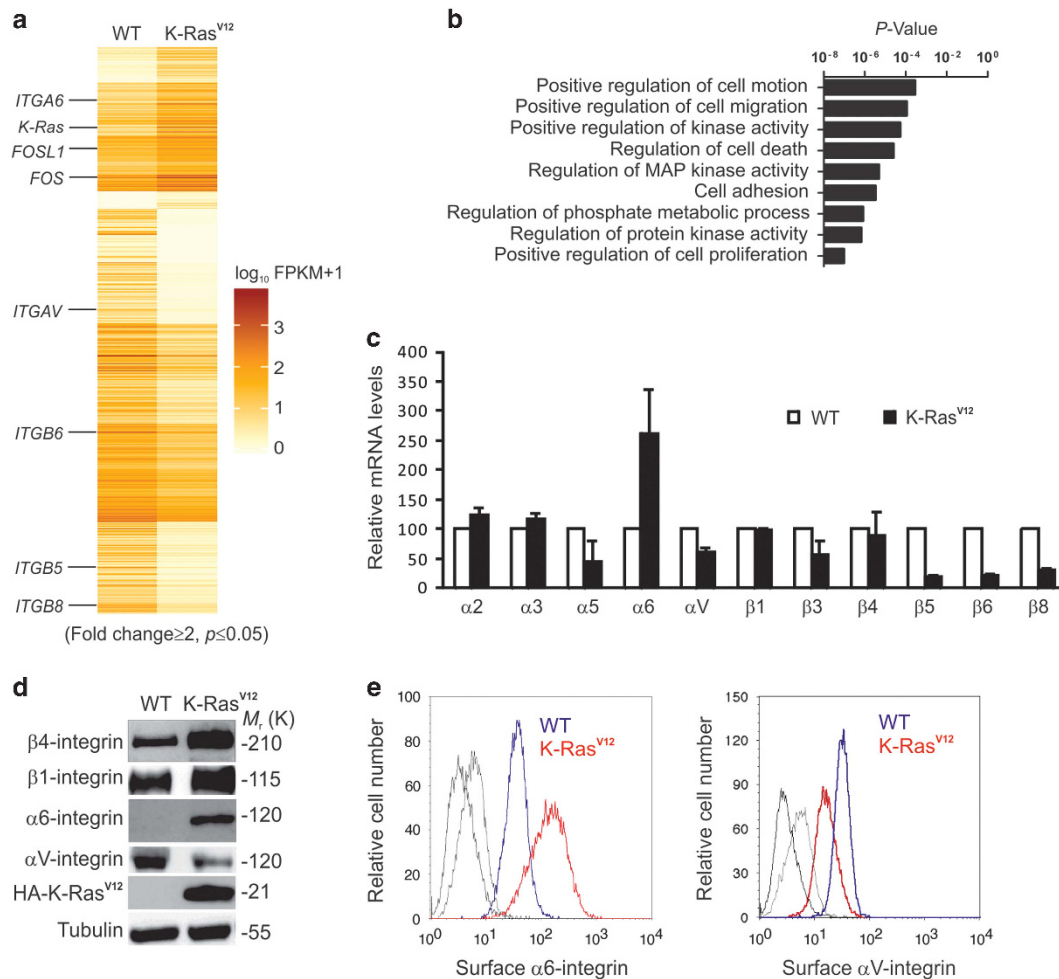 a
WT K-Ras^V12
ITGA6
K-Ras
FOSL1
FOS
ITGAV
ITGB6
ITGB5
ITGB8
log₁₀ FPKM+1
3
2
1
0
(Fold change≥2, p≤0.05)
b
P-Value
10^-8 10^-6 10^-4 10^-2 10^0
Positive regulation of cell motion
Positive regulation of cell migration
Positive regulation of kinase activity
Regulation of cell death
Regulation of MAP kinase activity
Cell adhesion
Regulation of phosphate metabolic process
Regulation of protein kinase activity
Positive regulation of cell proliferation
c
Relative mRNA levels
400
350
300
250
200
150
100
50
0
WT K-Ras^V12
α2 α3 α5 α6 αV β1 β3 β4 β5 β6 β8
d
WT K-Ras^V12
Mr (K)
β4-integrin -210
β1-integrin -115
α6-integrin -120
αV-integrin -120
HA-K-Ras^V12 -21
Tubulin -55
e
Relative cell number
100
80
60
40
20
0
WT
K-Ras^V12
10^0 10^1 10^2 10^3 10^4
Surface α6-integrin
Relative cell number
150
120
90
60
30
0
WT
K-Ras^V12
10^0 10^1 10^2 10^3 10^4
Surface αV-integrin